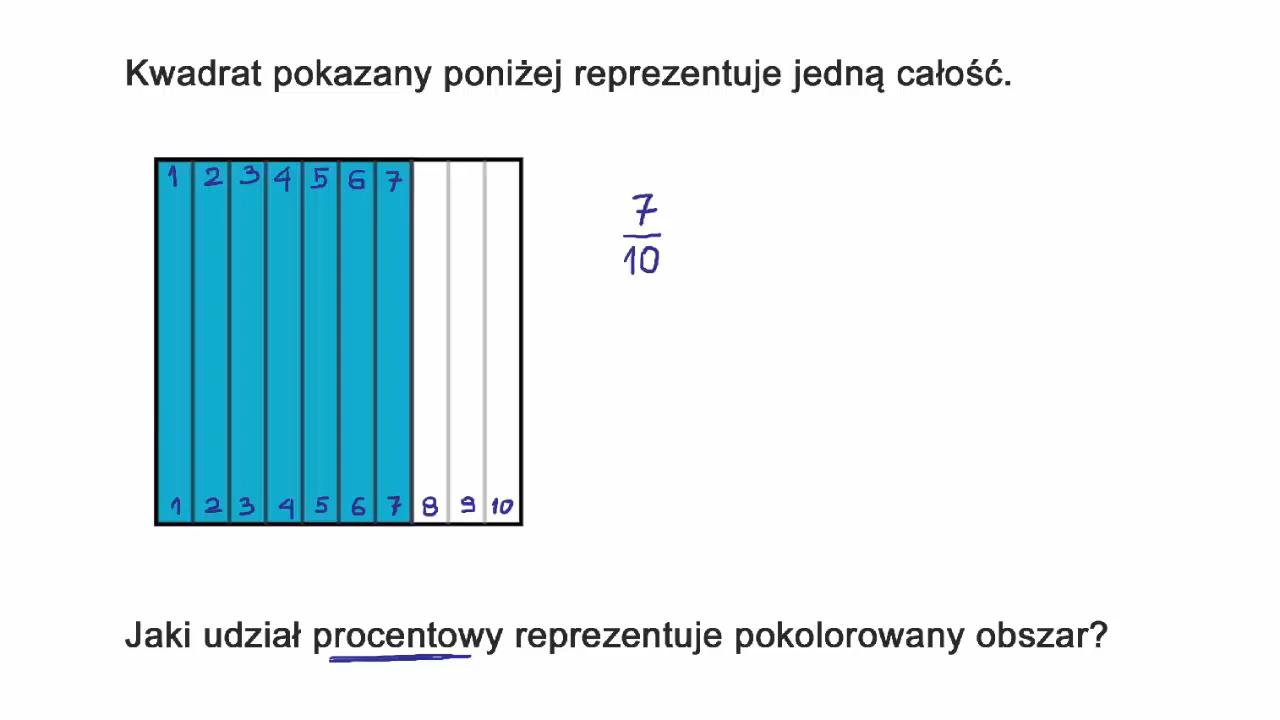 Kwadrat pokazany poniżej reprezentuje jedną całość.
1 2 3 4 5 6 7
7
10
1 2 3 4 5 6 7 8 9 10
Jaki udział procentowy reprezentuje pokolorowany obszar?